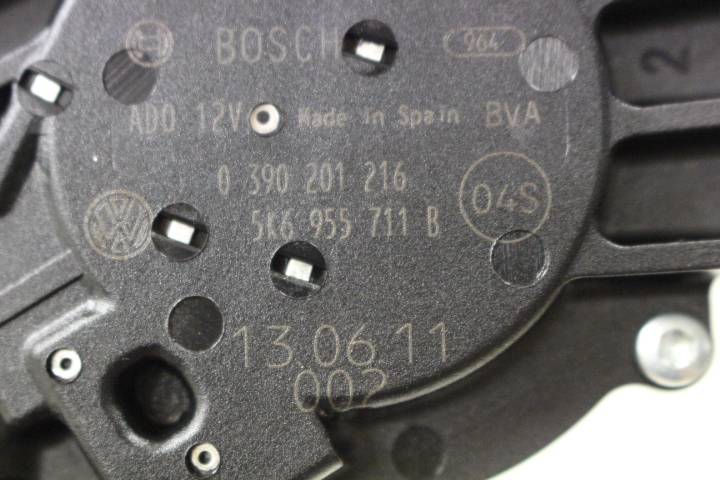 BOSCH 964
2
ADO 12V Made in Spain BVA
0 390 201 216
04S
5K6 955 711 B
13.06.11
002